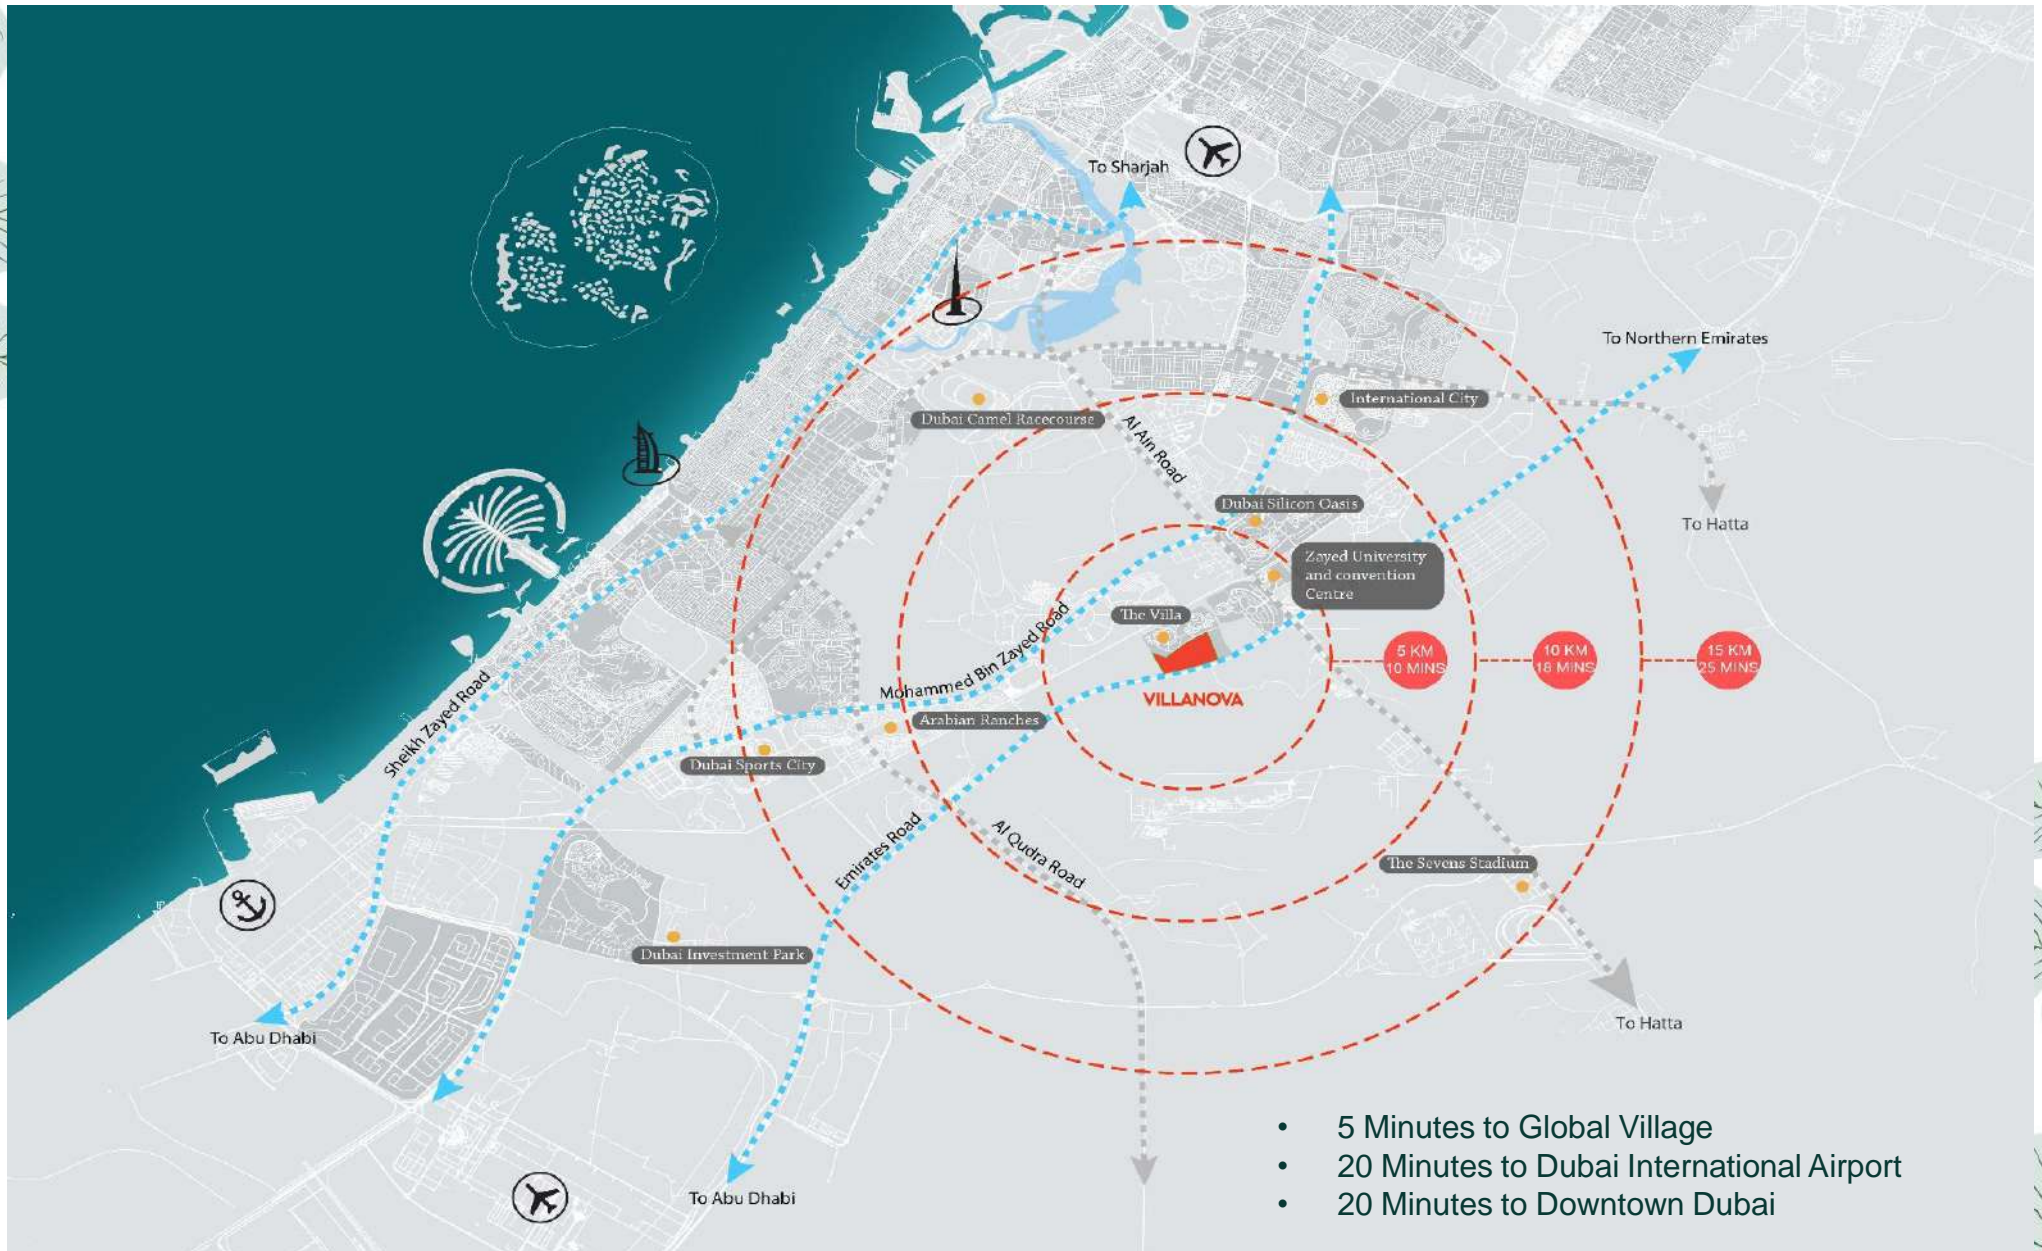 To Sharjah
To Northern Emirates
International City
Dubai Camel Racecourse
Al Ain Road
Dubai Silicon Oasis
To Hatta
Zayed University
and convention
Centre
The Villa
Mohammed Bin Zayed Road
5 KM
10 MINS
10 KM
18 MINS
15 KM
25 MINS
VILLANOVA
Sheikh Zayed Road
Arabian Ranches
Dubai Sports City
Emirates Road
Al Qudra Road
The Sevens Stadium
Dubai Investment Park
To Abu Dhabi
To Hatta
To Abu Dhabi
• 5 Minutes to Global Village
• 20 Minutes to Dubai International Airport
• 20 Minutes to Downtown Dubai